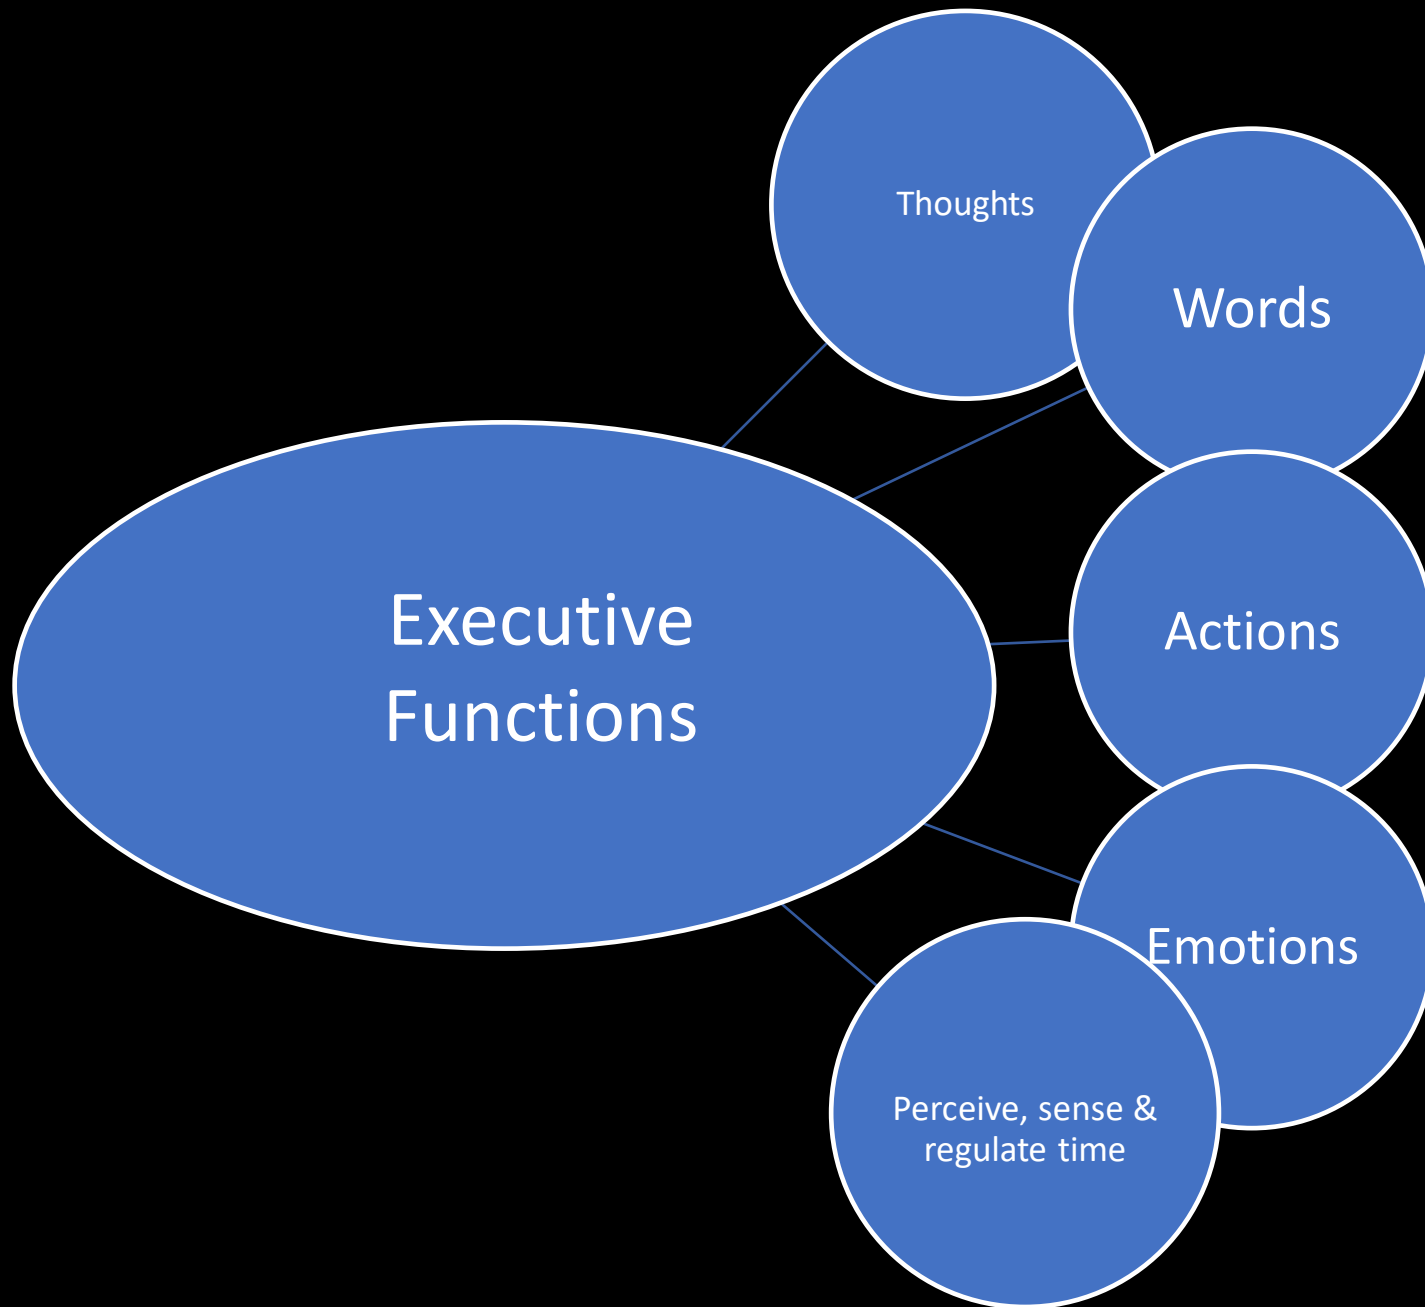 Thoughts
Words
Executive
Functions
Actions
Emotions
Perceive, sense &
regulate time